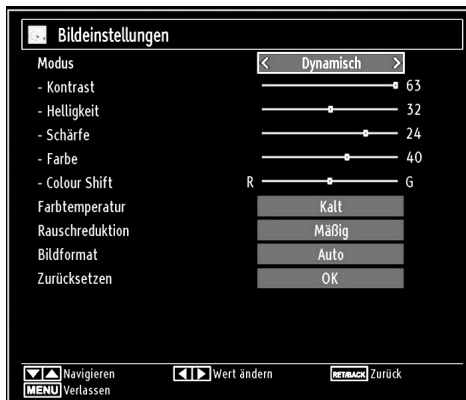 Bildeinstellungen
Modus < Dynamisch >
- Kontrast 63
- Helligkeit 32
- Schärfe 24
- Farbe 40
- Colour Shift R G
Farbtemperatur Kalt
Rauschreduktion Mäßig
Bildformat Auto
Zurücksetzen OK
Navigieren Wert ändern RET/BACK Zurück
MENU Verlassen